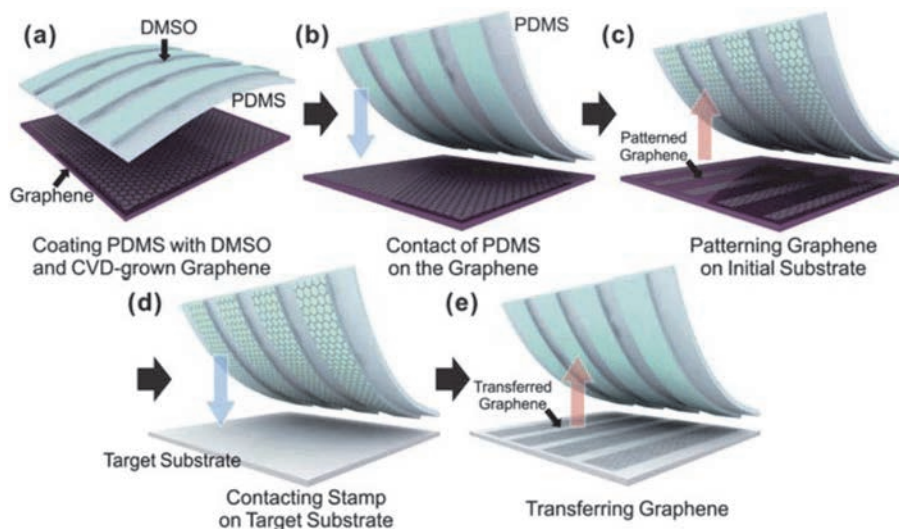 (a)
DMSO
PDMS
Graphene
Coating PDMS with DMSO
and CVD-grown Graphene
(b)
PDMS
Contact of PDMS
on the Graphene
(c)
Patterned
Graphene
Patterning Graphene
on Initial Substrate
(d)
Target Substrate
Contacting Stamp
on Target Substrate
(e)
Transferred
Graphene
Transferring Graphene